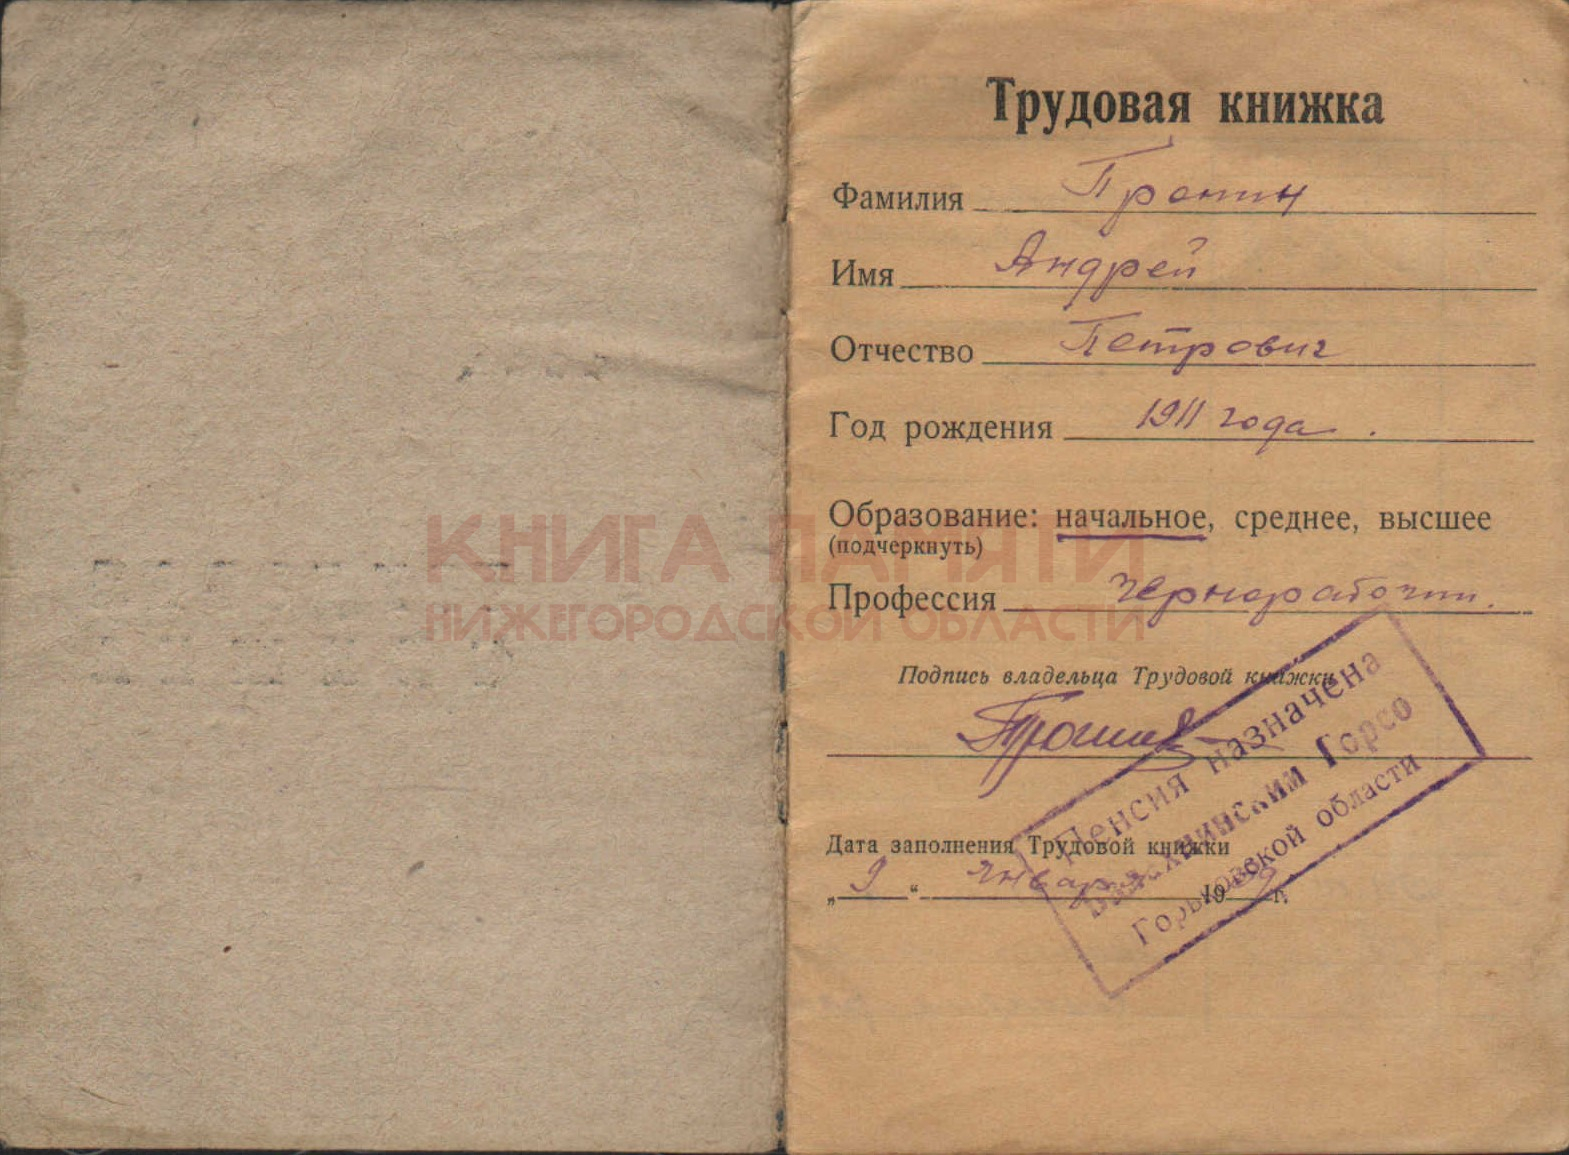 Трудовая книжка
Фамилия Пронин
Имя Андрей
Отчество Петрович
Год рождения 1911 года.
Образование: начальное, среднее, высшее
(подчеркнуть)
КНИГА ПАМЯТИ
Профессия Чернорабочий.
НИЖЕГОРОДСКОЙ ОБЛАСТИ
Подпись владельца Трудовой книжки
Дата заполнения Трудовой книжки
„ 9 “ января 19 г.
Пенсия назначена
Балахнинским Горсо
Горьковской области